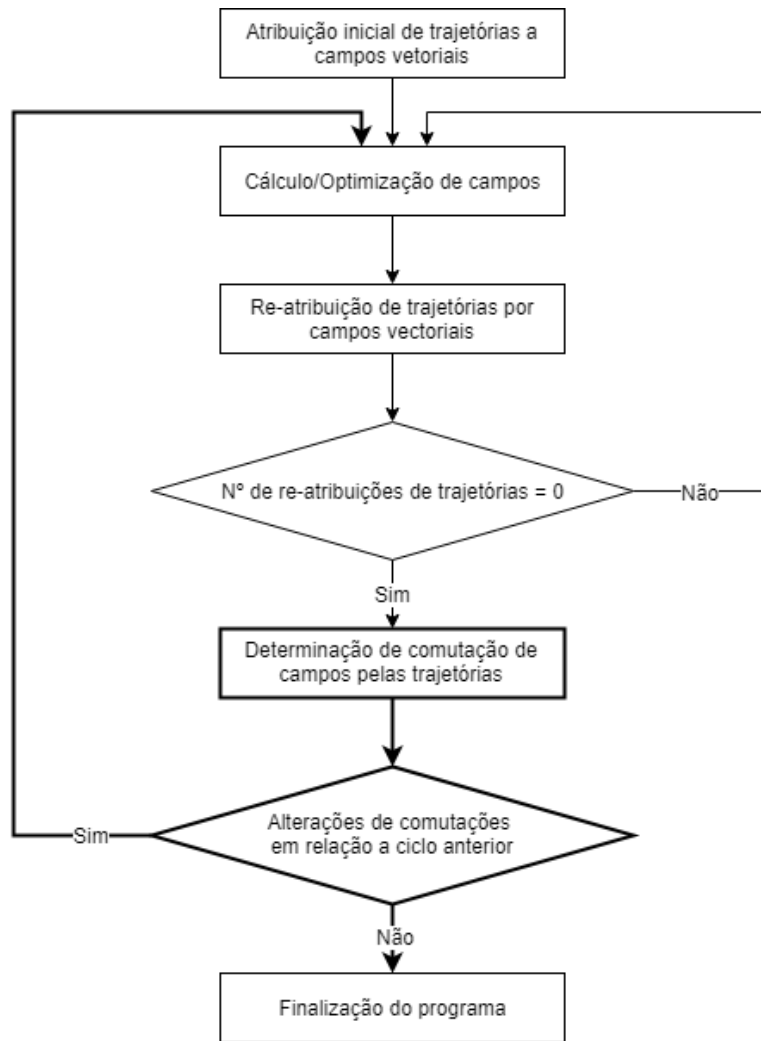 Atribuição inicial de trajetórias a
campos vetoriais
Cálculo/Optimização de campos
Re-atribuição de trajetórias por
campos vectoriais
Nº de re-atribuições de trajetórias = 0
Não
Sim
Determinação de comutação de
campos pelas trajetórias
Alterações de comutações
em relação a ciclo anterior
Sim
Não
Finalização do programa